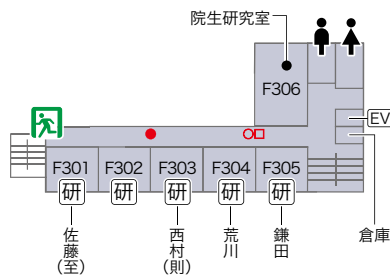 院生研究室
F306
EV
F301
F302
F303
F304
F305
研
研
研
研
研
佐藤(至)
西村(則)
荒川
鎌田
倉庫